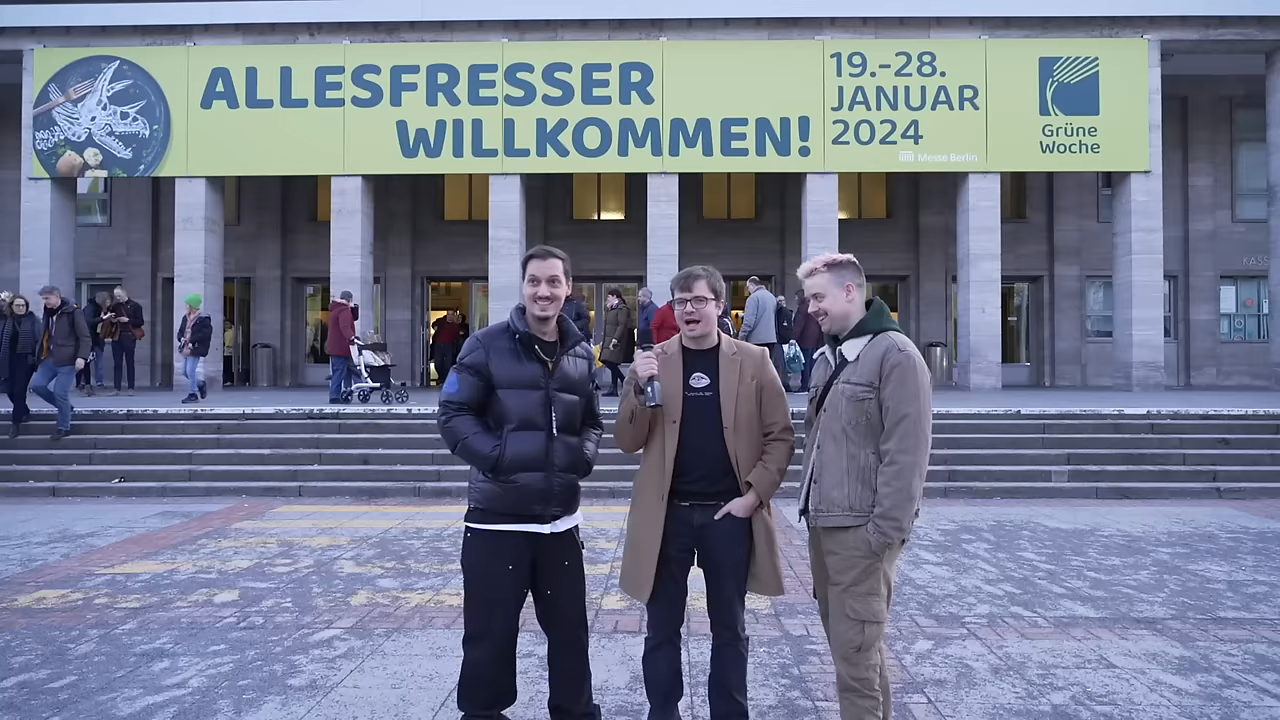 ALLESFRESSER
WILLKOMMEN!
19.-28.
JANUAR
2024
Messe Berlin
Grüne
Woche